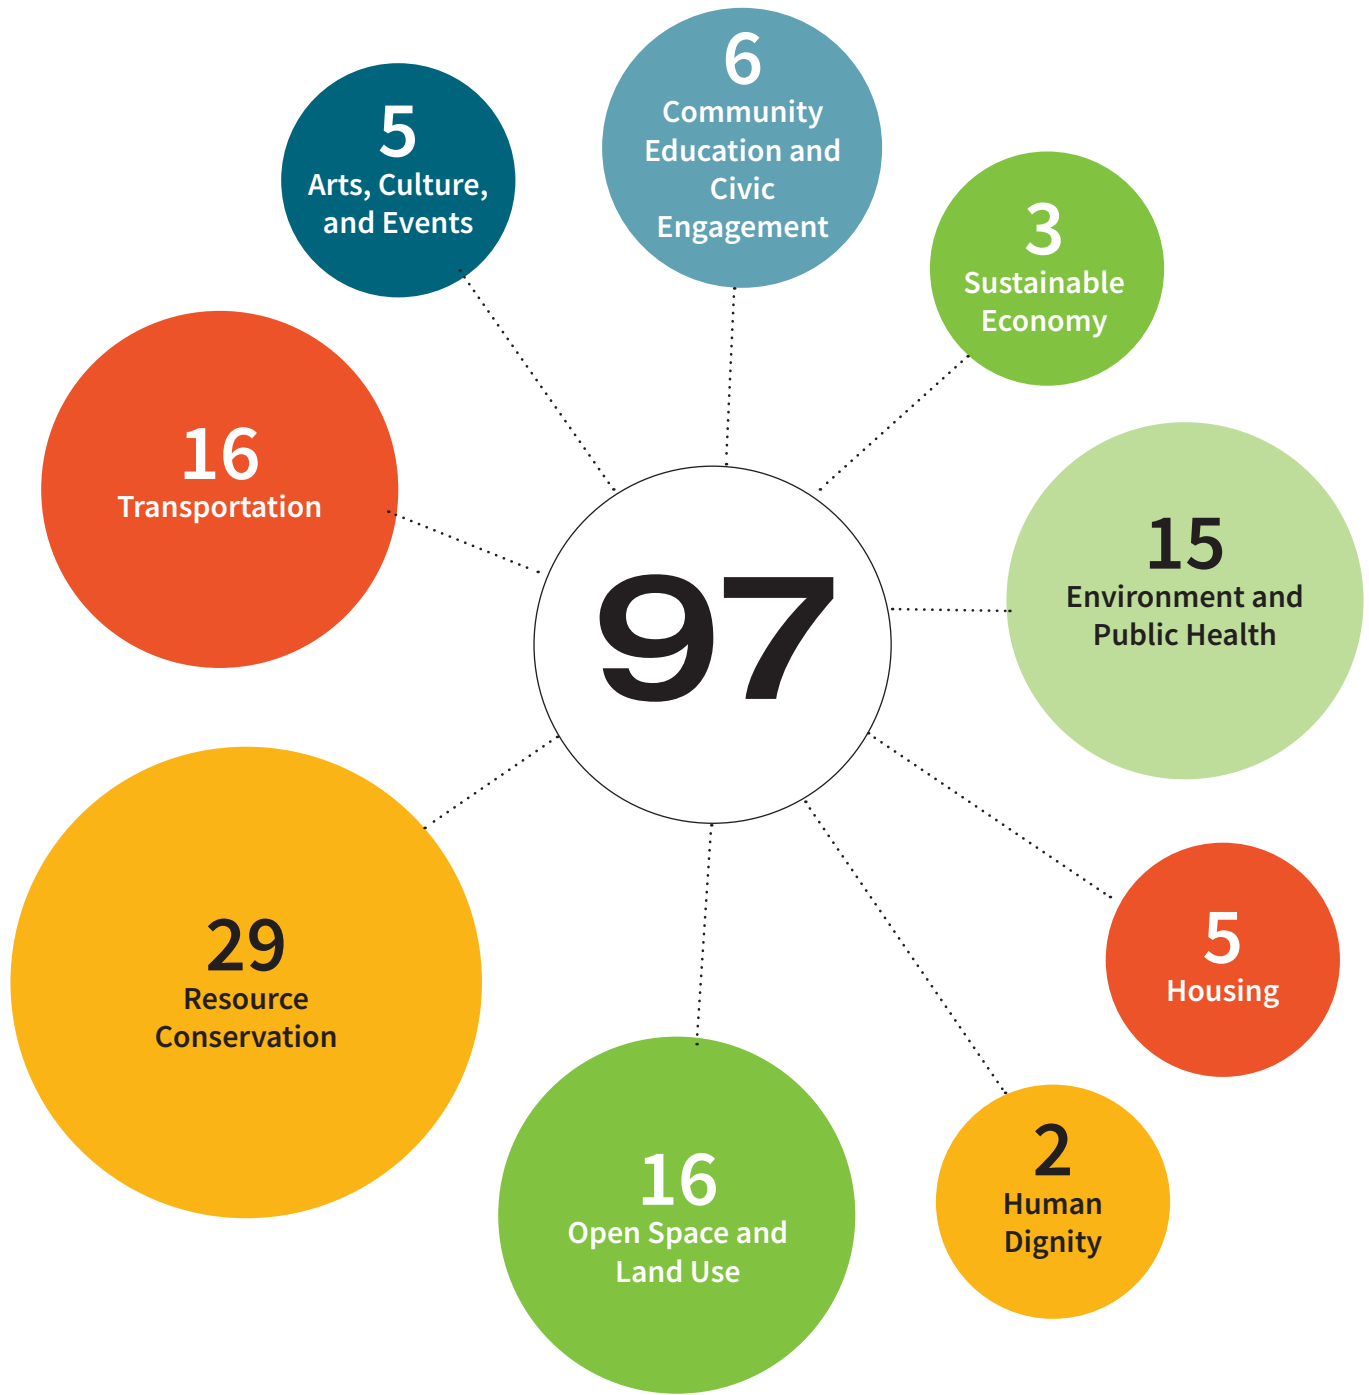 6
Community
Education and
Civic
Engagement
5
Arts, Culture,
and Events
3
Sustainable
Economy
16
Transportation
15
Environment and
Public Health
97
29
Resource
Conservation
5
Housing
16
Open Space and
Land Use
2
Human
Dignity